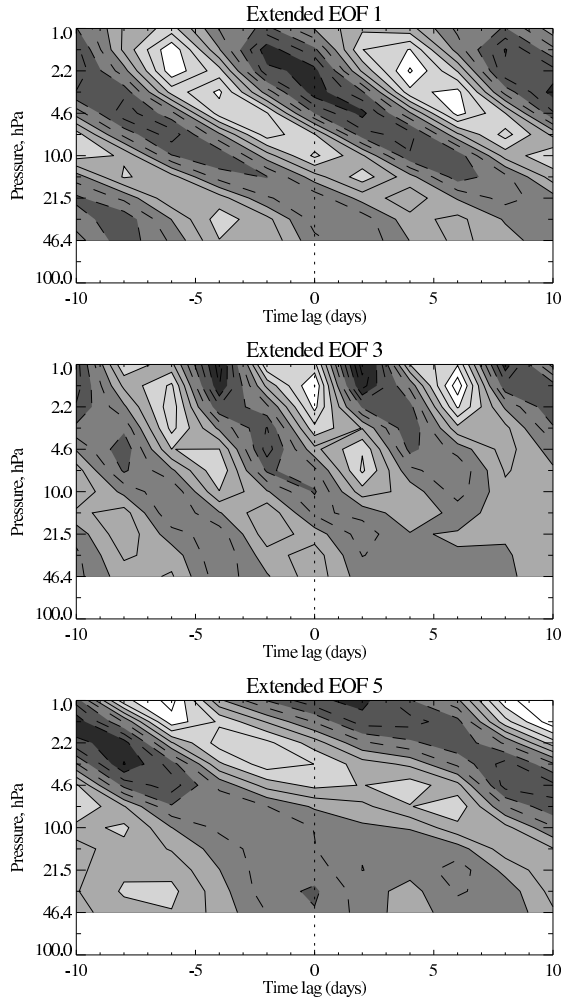 Extended EOF 1
1.0
2.2
4.6
10.0
21.5
46.4
100.0
Pressure, hPa
-10 -5 0 5 10
Time lag (days)
Extended EOF 3
1.0
2.2
4.6
10.0
21.5
46.4
100.0
Pressure, hPa
-10 -5 0 5 10
Time lag (days)
Extended EOF 5
1.0
2.2
4.6
10.0
21.5
46.4
100.0
Pressure, hPa
-10 -5 0 5 10
Time lag (days)